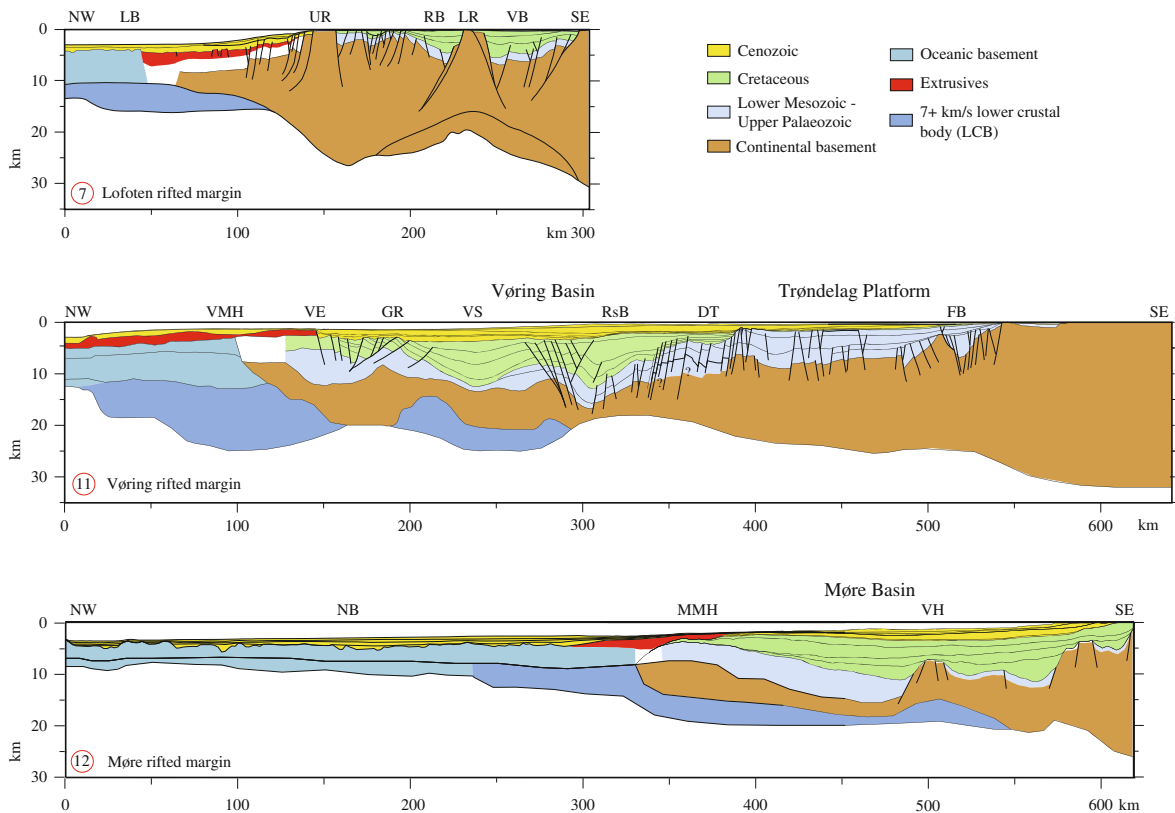 NW LB UR RB LR VB SE
0
10
20
30
km
7 Lofoten rifted margin
0 100 200 km 300
Cenozoic
Cretaceous
Lower Mesozoic -
Upper Palaeozoic
Continental basement
Oceanic basement
Extrusives
7+ km/s lower crustal
body (LCB)
Vøring Basin Trøndelag Platform
NW VMH VE GR VS RsB DT FB SE
0
10
20
30
km
? ?
11 Vøring rifted margin
0 100 200 300 400 500 600 km
Møre Basin
NW NB MMH VH SE
0
10
20
30
km
12 Møre rifted margin
0 100 200 300 400 500 600 km